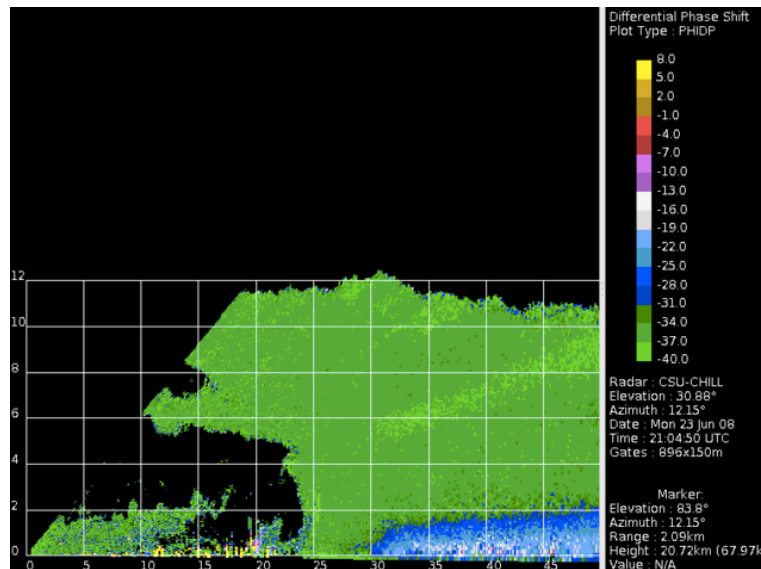 Differential Phase Shift
Plot Type : PHIDP
8.0
5.0
2.0
-1.0
-4.0
-7.0
-10.0
-13.0
-16.0
-19.0
-22.0
-25.0
-28.0
-31.0
-34.0
-37.0
-40.0
12
10
8
6
4
2
0
0 5 10 15 20 25 30 35 40 45
Radar : CSU-CHILL
Elevation : 30.88°
Azimuth : 12.15°
Date : Mon 23 Jun 08
Time : 21:04:50 UTC
Gates : 896x150m
Marker:
Elevation : 83.8°
Azimuth : 12.15°
Range : 2.09km
Height : 20.72km (67.97k
Value : N/A